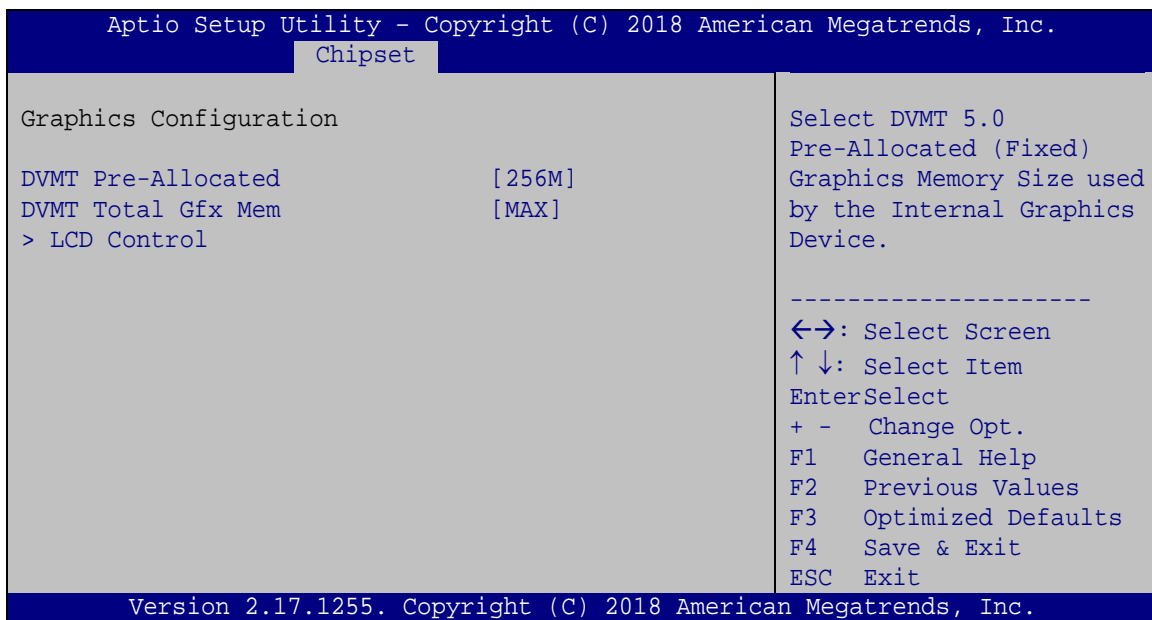 Aptio Setup Utility – Copyright (C) 2018 American Megatrends, Inc.
Chipset
Graphics Configuration
DVMT Pre-Allocated [256M]
DVMT Total Gfx Mem [MAX]
> LCD Control
Select DVMT 5.0
Pre-Allocated (Fixed)
Graphics Memory Size used
by the Internal Graphics
Device.
---------------------
←→: Select Screen
↑ ↓: Select Item
EnterSelect
+ - Change Opt.
F1 General Help
F2 Previous Values
F3 Optimized Defaults
F4 Save & Exit
ESC Exit
Version 2.17.1255. Copyright (C) 2018 American Megatrends, Inc.